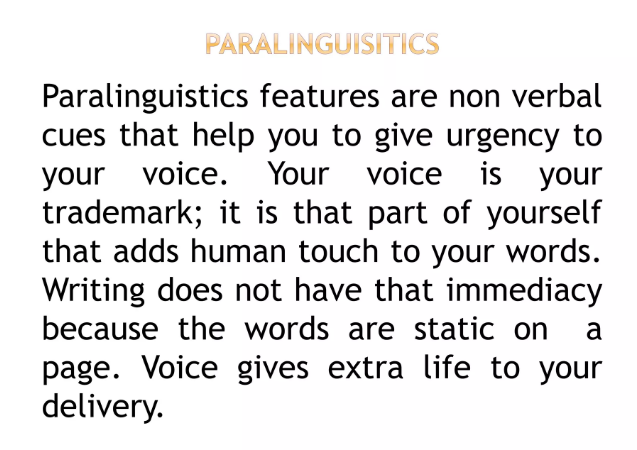 PARALINGUISITICS
Paralinguistics features are non verbal
cues that help you to give urgency to
your voice. Your voice is your
trademark; it is that part of yourself
that adds human touch to your words.
Writing does not have that immediacy
because the words are static on a
page. Voice gives extra life to your
delivery.